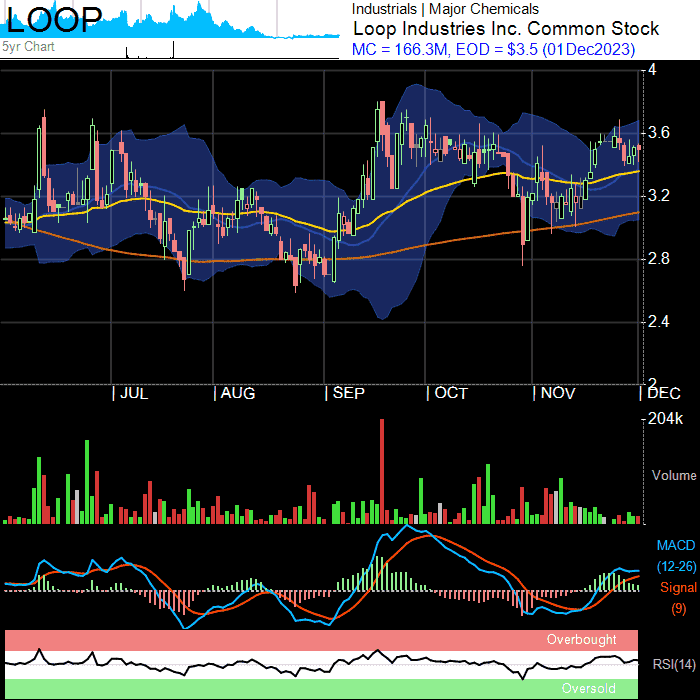 LOOP
5yr Chart
Industrials | Major Chemicals
Loop Industries Inc. Common Stock
MC = 166.3M, EOD = $3.5 (01Dec2023)
4
3.6
3.2
2.8
2.4
2
| JUL | AUG | SEP | OCT | NOV | DEC
204k
Volume
MACD
(12-26)
Signal
(9)
Overbought
RSI(14)
Oversold